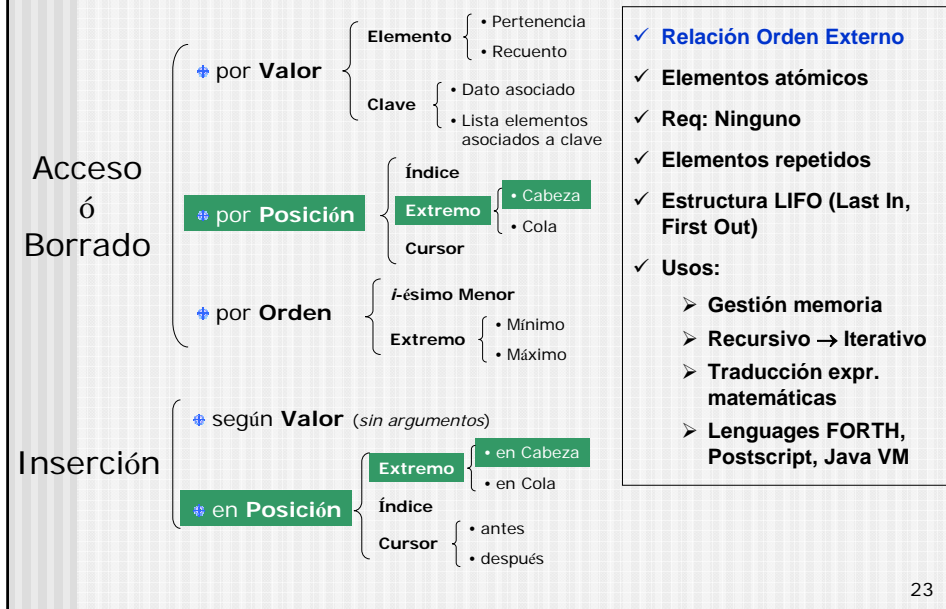 Acceso
ó
Borrado
por Valor
Elemento
• Pertenencia
• Recuento
Clave
• Dato asociado
• Lista elementos
asociados a clave
por Posición
Índice
Extremo
• Cabeza
• Cola
Cursor
por Orden
i-ésimo Menor
Extremo
• Mínimo
• Máximo
Inserción
según Valor (sin argumentos)
en Posición
Extremo
• en Cabeza
• en Cola
Índice
Cursor
• antes
• después
✓ Relación Orden Externo
✓ Elementos atómicos
✓ Req: Ninguno
✓ Elementos repetidos
✓ Estructura LIFO (Last In,
First Out)
✓ Usos:
➢ Gestión memoria
➢ Recursivo → Iterativo
➢ Traducción expr.
matemáticas
➢ Lenguages FORTH,
Postscript, Java VM
23